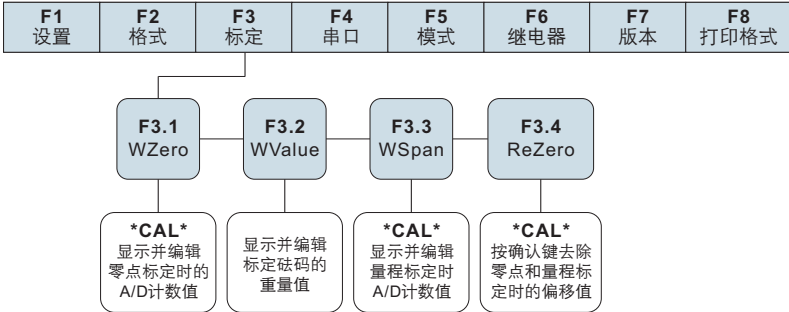 F1 F2 F3 F4 F5 F6 F7 F8
设置 格式 标定 串口 模式 继电器 版本 打印格式
F3.1
WZero
F3.2
WValue
F3.3
WSpan
F3.4
ReZero
*CAL*
显示并编辑
零点标定时的
A/D计数值
显示并编辑
标定砝码的
重量值
*CAL*
显示并编辑
量程标定时
A/D计数值
*CAL*
按确认键去除
零点和量程标
定时的偏移值